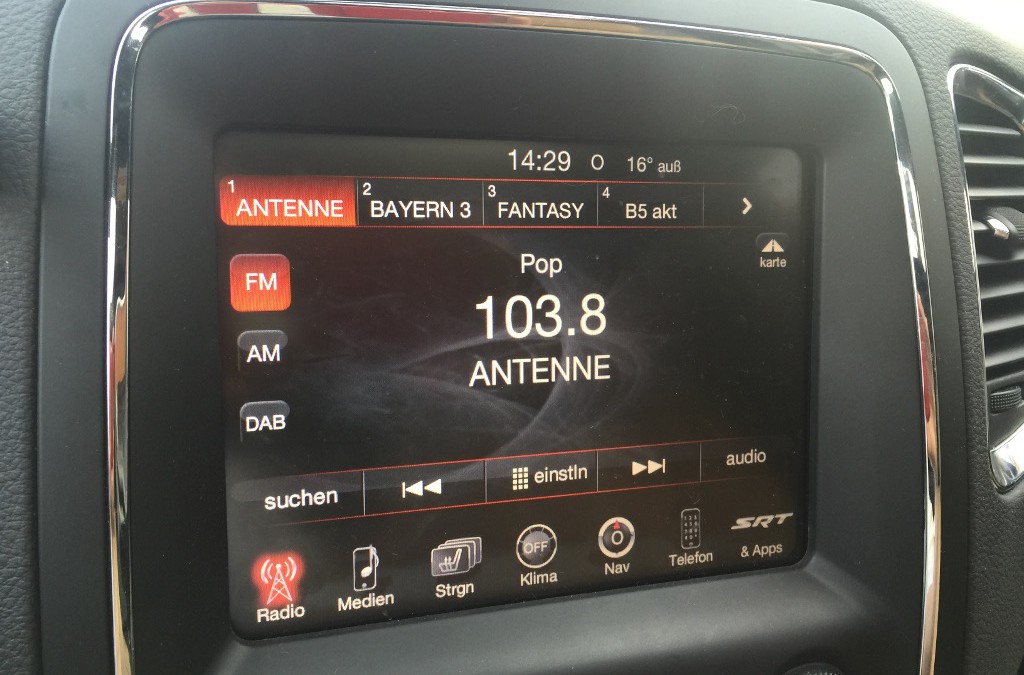 14:29 O 16° auß
1 ANTENNE 2 BAYERN 3 3 FANTASY 4 B5 akt
karte
FM
Pop
103.8
AM
ANTENNE
DAB
suchen einstln audio
OFF O SRT
Radio Medien Strgn Klima Nav Telefon & Apps